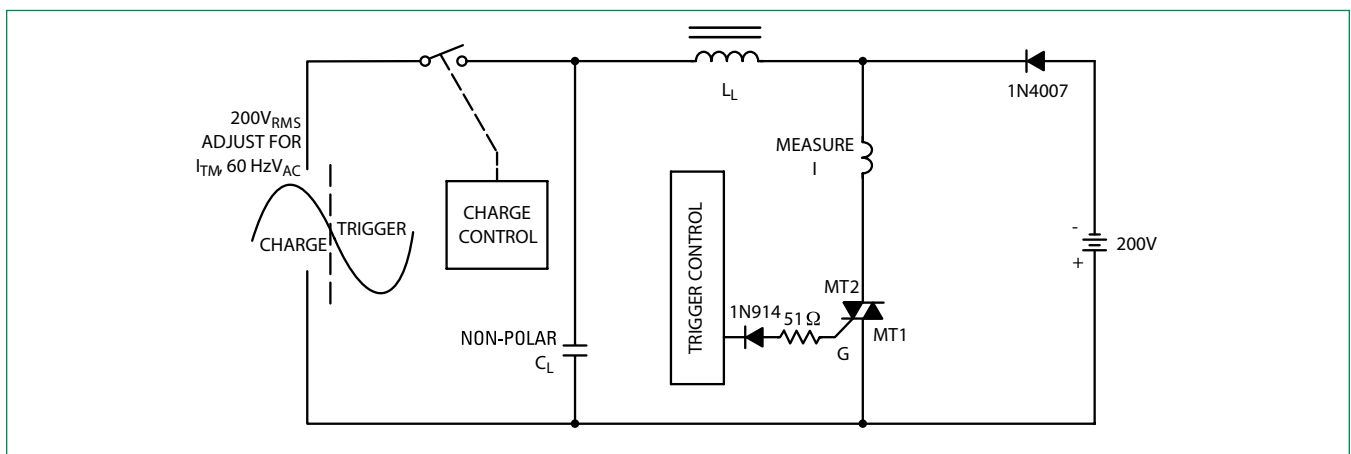 200V_RMS
ADJUST FOR
I_TM, 60 HzV_AC
CHARGE
TRIGGER
CHARGE
CONTROL
NON-POLAR
C_L
L_L
MEASURE
I
TRIGGER CONTROL
1N914
51 Ω
G
MT2
MT1
1N4007
-
+
200V